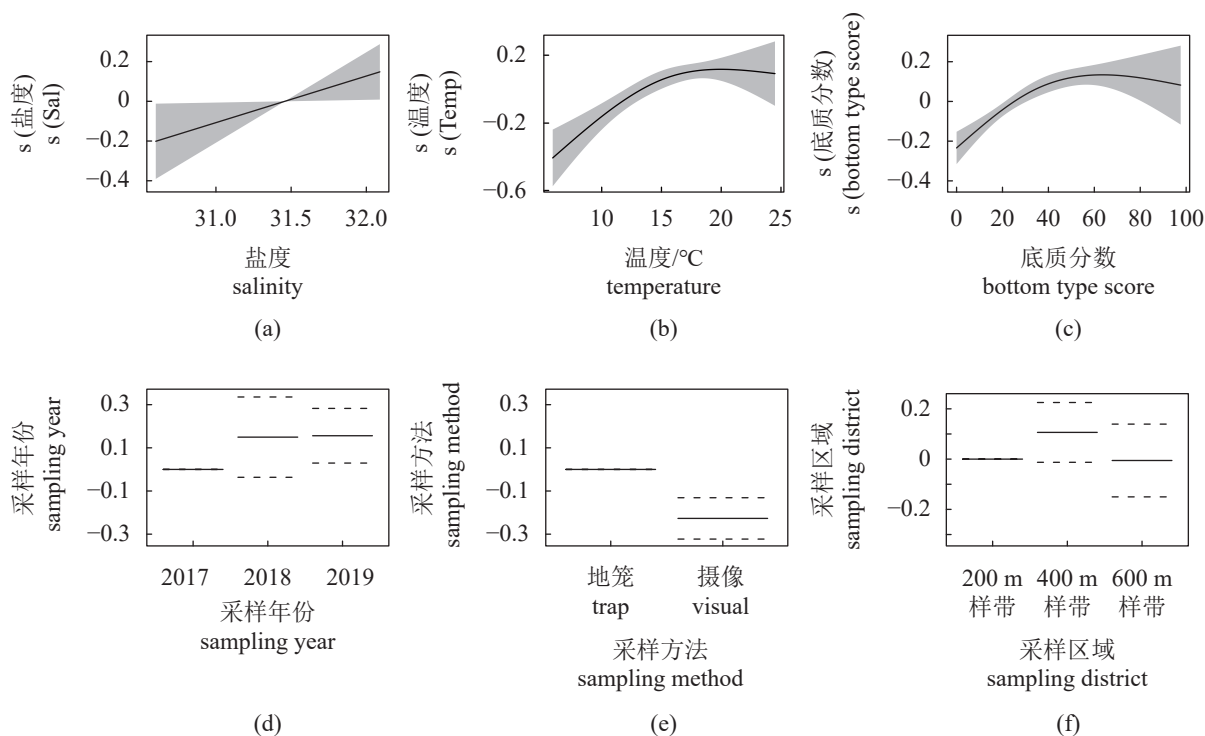 s (盐度)
s (Sal)
0.2
0
−0.2
−0.4
31.0 31.5 32.0
盐度
salinity
(a)
s (温度)
s (Temp)
0.2
−0.2
−0.6
10 15 20 25
温度/℃
temperature
(b)
s (底质分数)
s (bottom type score)
0.2
0
−0.2
−0.4
0 20 40 60 80 100
底质分数
bottom type score
(c)
采样年份
sampling year
0.3
0.1
−0.1
−0.3
2017 2018 2019
采样年份
sampling year
(d)
采样方法
sampling method
0.3
0.1
−0.1
−0.3
地笼 摄像
trap visual
采样方法
sampling method
(e)
采样区域
sampling district
0.2
0
−0.2
200 m 400 m 600 m
样带 样带 样带
采样区域
sampling district
(f)